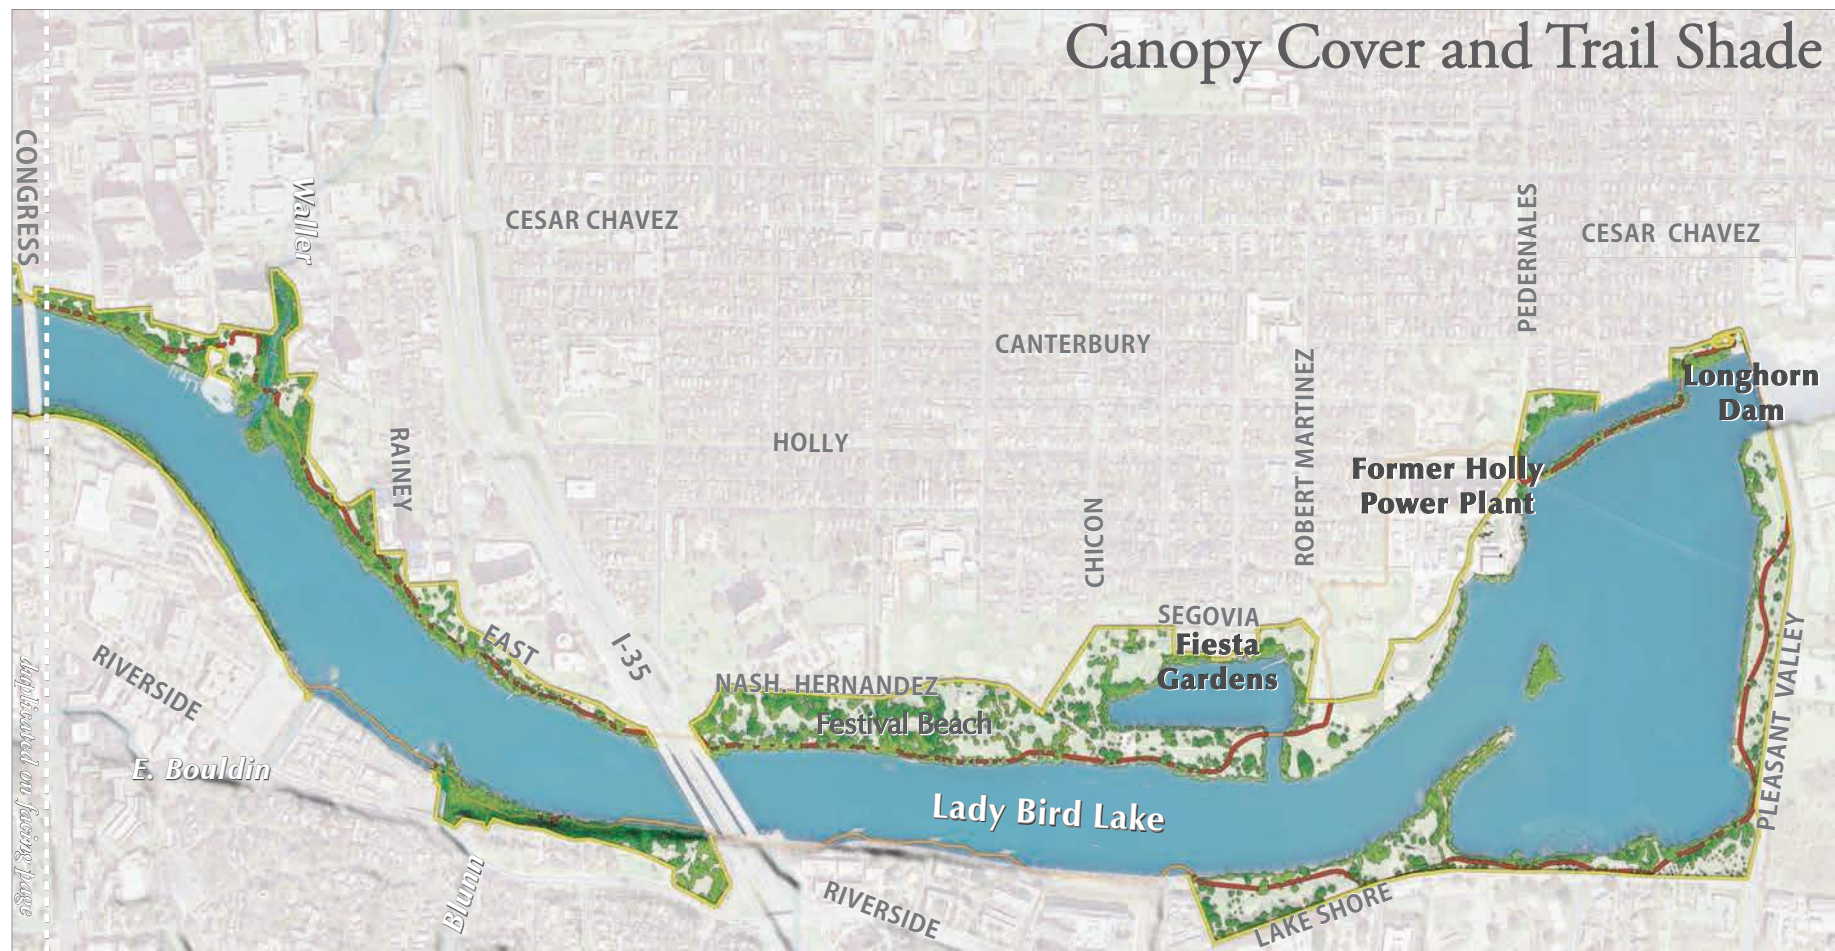 Canopy Cover and Trail Shade
CONGRESS
Waller
CESAR CHAVEZ
PEDERNALES
CESAR CHAVEZ
CANTERBURY
ROBERT MARTINEZ
Longhorn
Dam
RAINEY
HOLLY
Former Holly
Power Plant
CHICON
SEGOVIA
Fiesta
Gardens
EAST
I-35
NASH. HERNANDEZ
Festival Beach
RIVERSIDE
PLEASANT VALLEY
duplicated on facing page
E. Bouldin
Lady Bird Lake
Blunn
RIVERSIDE
LAKE SHORE